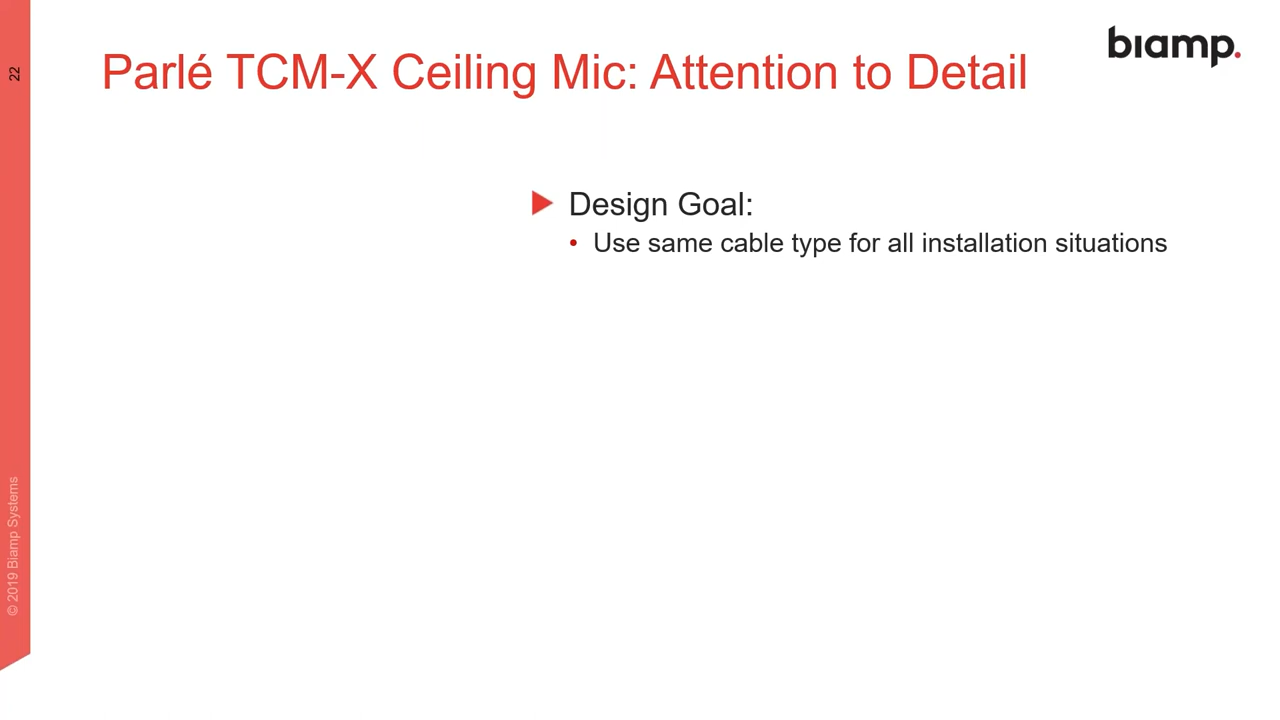 22
Parlé TCM-X Ceiling Mic: Attention to Detail
biamp.
Design Goal:
• Use same cable type for all installation situations
© 2019 Biamp Systems